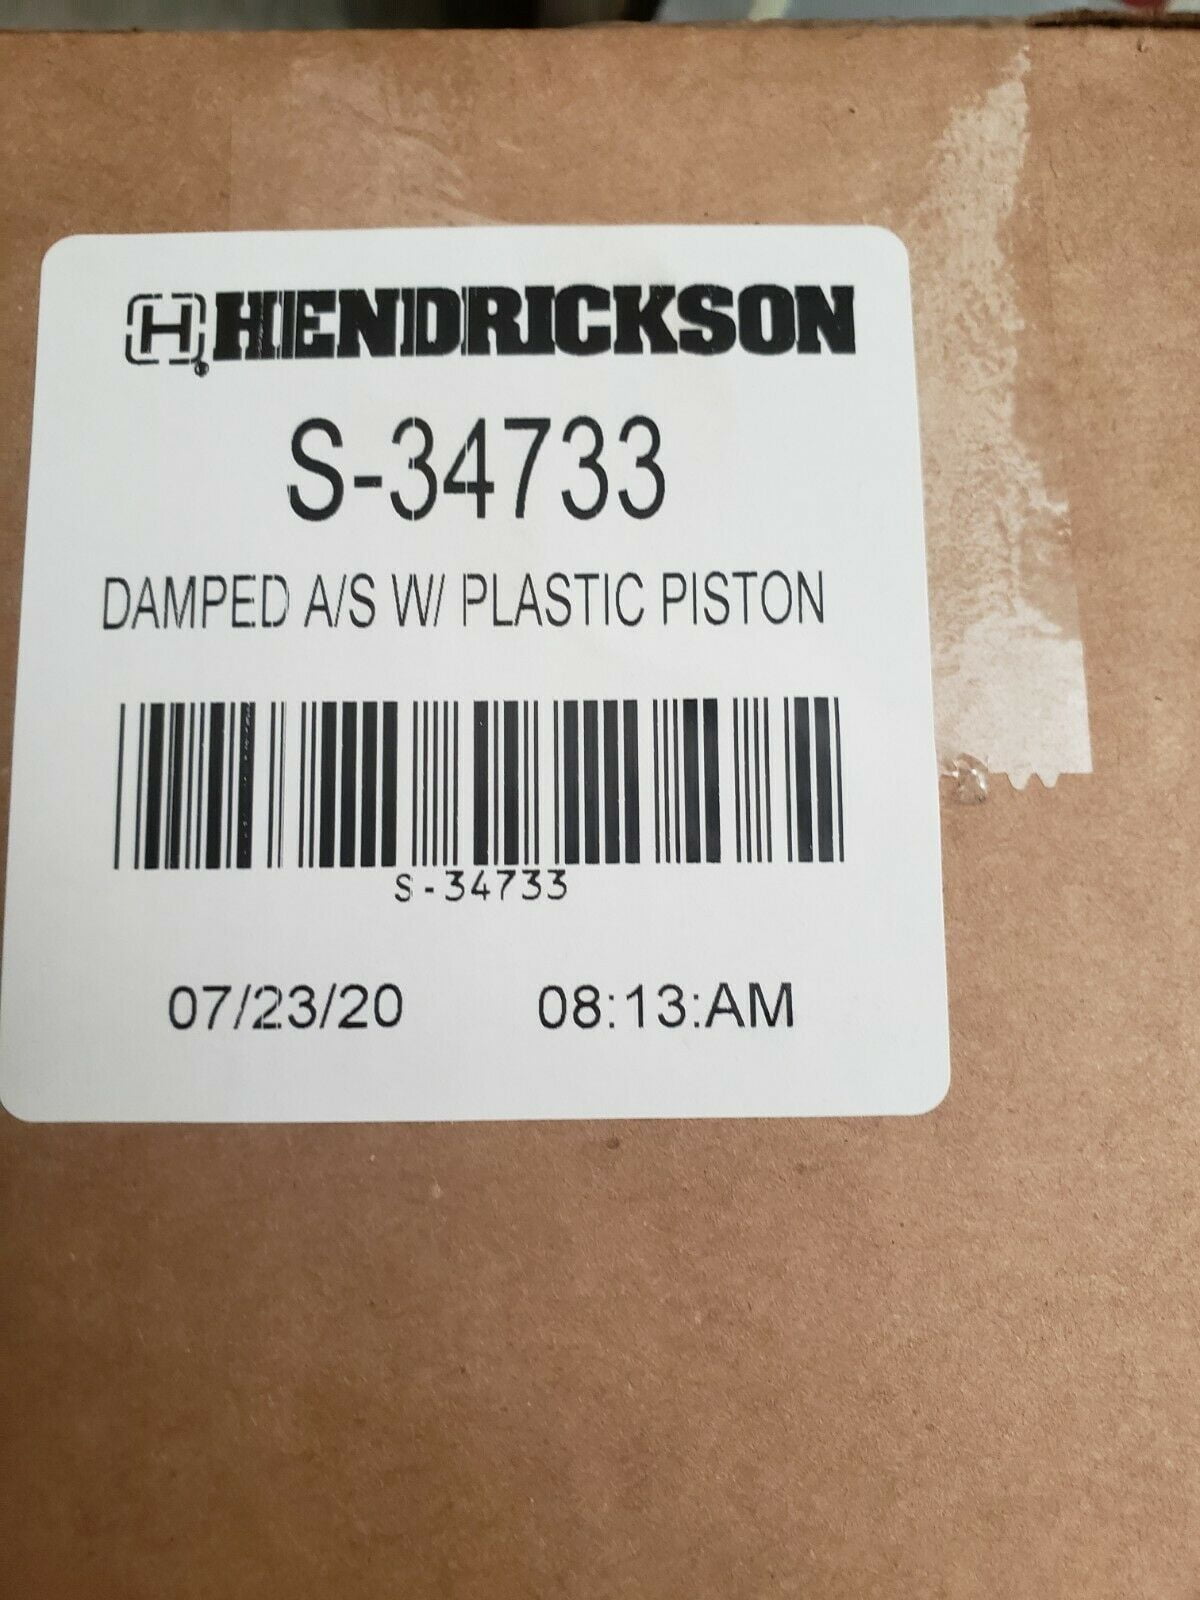 H® HENDRICKSON
S-34733
DAMPED A/S W/ PLASTIC PISTON
S-34733
07/23/20 08:13:AM